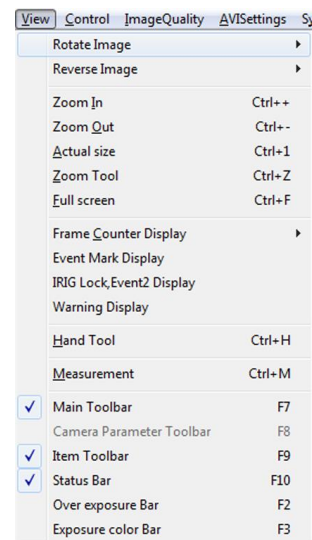 View Control ImageQuality AVISettings
Rotate Image
Reverse Image
Zoom In Ctrl++
Zoom Out Ctrl+-
Actual size Ctrl+1
Zoom Tool Ctrl+Z
Full screen Ctrl+F
Frame Counter Display
Event Mark Display
IRIG Lock,Event2 Display
Warning Display
Hand Tool Ctrl+H
Measurement Ctrl+M
Main Toolbar F7
Camera Parameter Toolbar F8
Item Toolbar F9
Status Bar F10
Over exposure Bar F2
Exposure color Bar F3